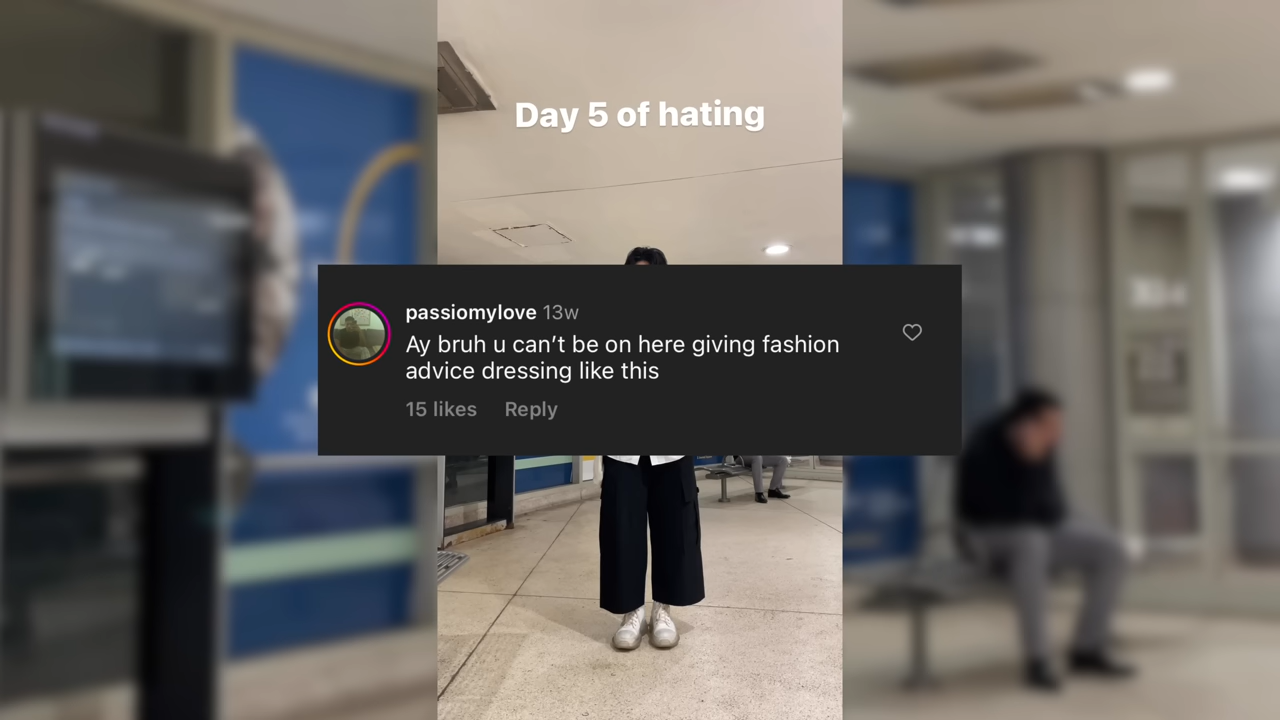 Day 5 of hating
passiomylove 13w
Ay bruh u can't be on here giving fashion
advice dressing like this
15 likes Reply